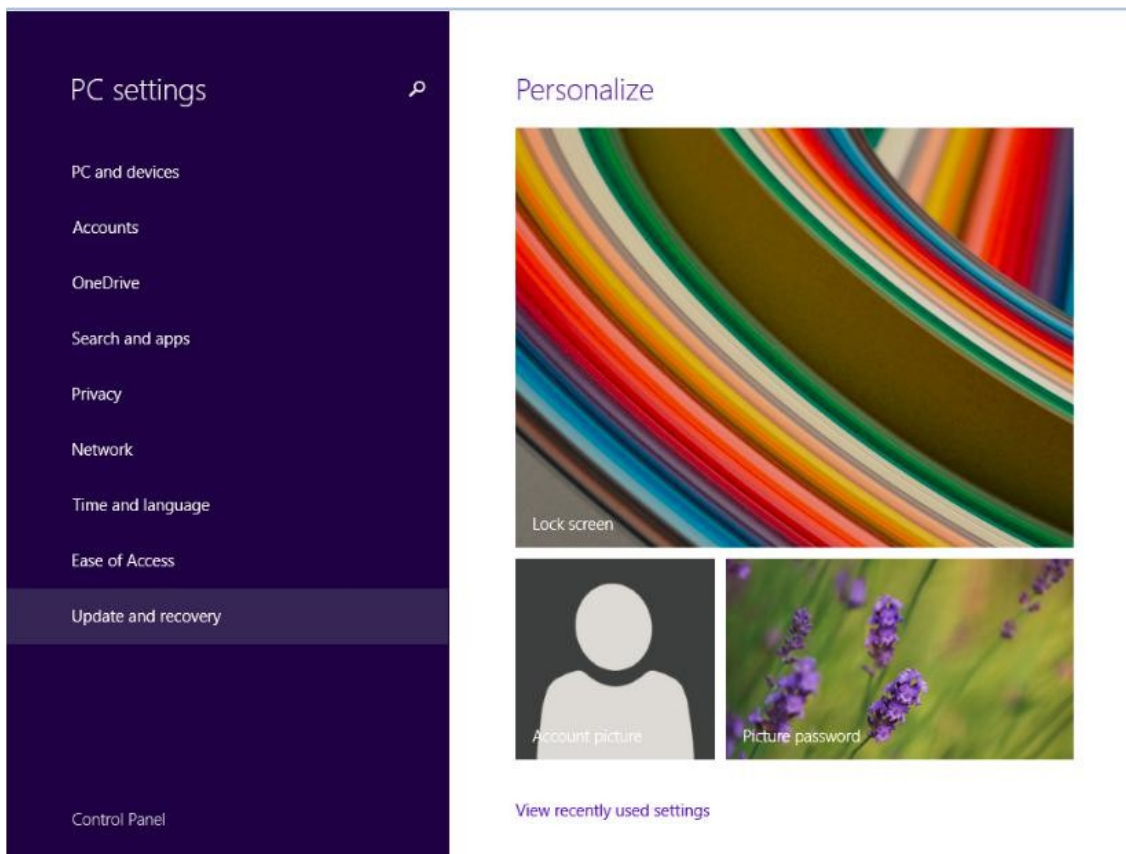 PC settings
PC and devices
Accounts
OneDrive
Search and apps
Privacy
Network
Time and language
Ease of Access
Update and recovery
Control Panel
Personalize
Lock screen
Account picture
Picture password
View recently used settings